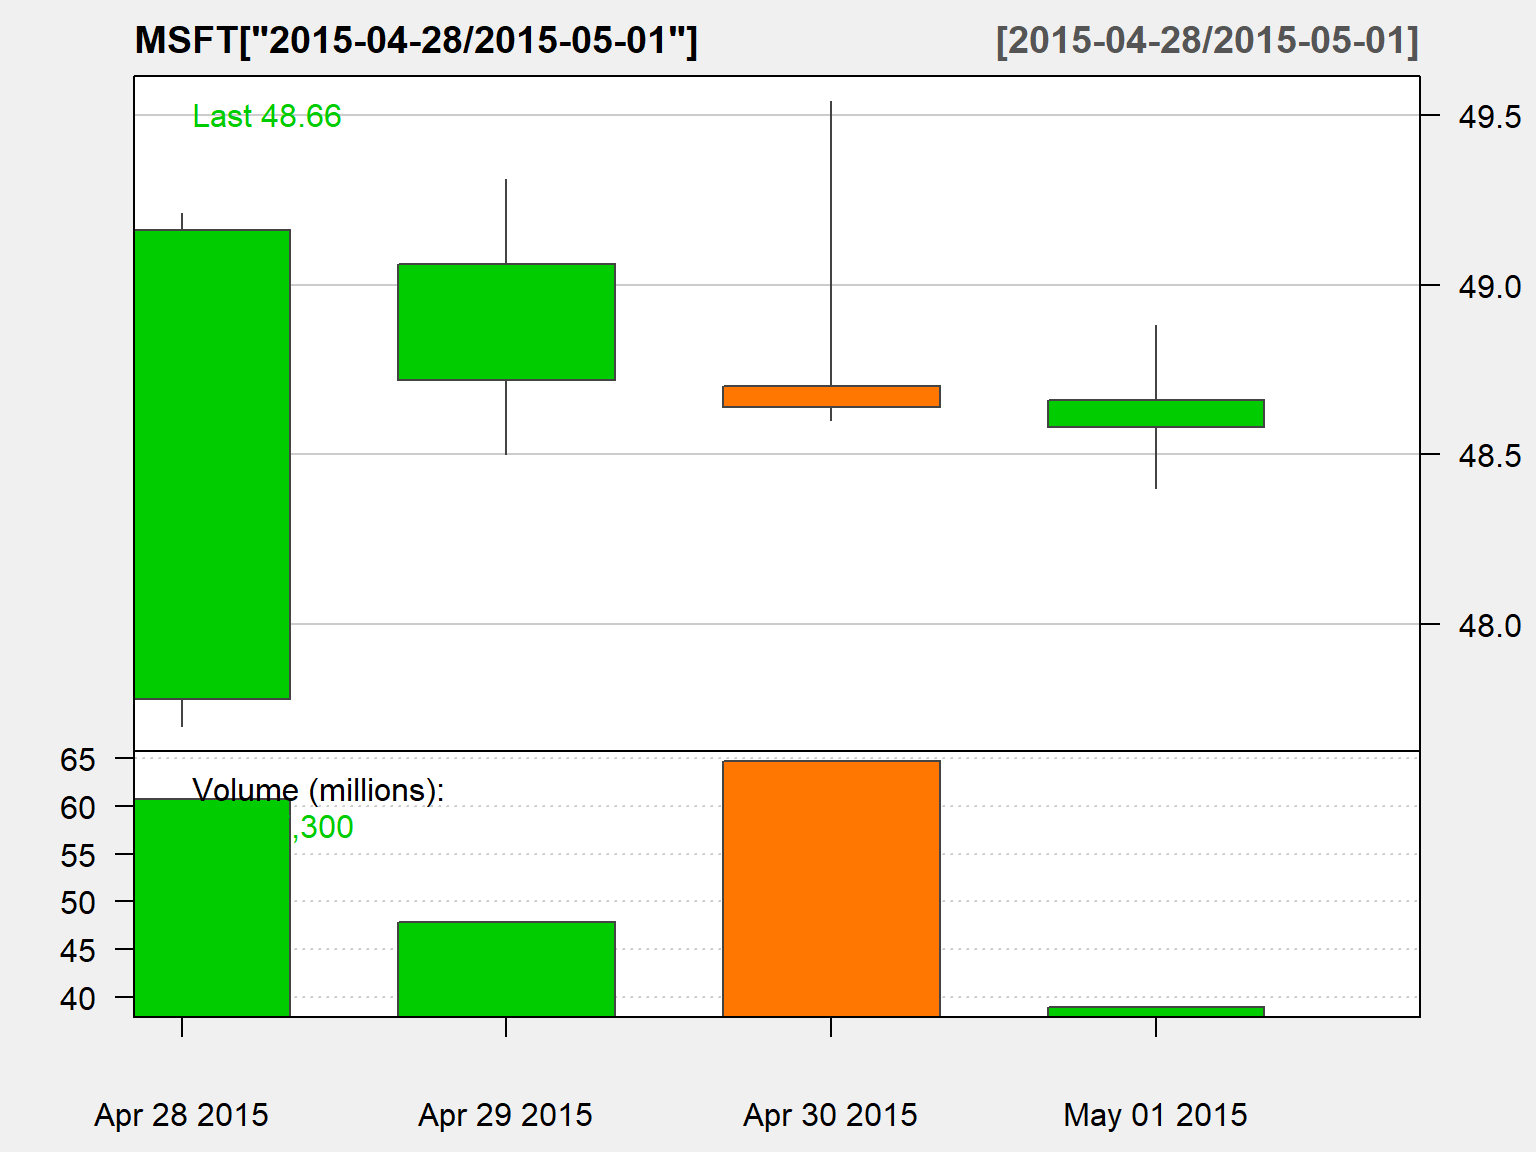 MSFT["2015-04-28/2015-05-01"]
[2015-04-28/2015-05-01]
Last 48.66
49.5
49.0
48.5
48.0
Volume (millions):
,300
65
60
55
50
45
40
Apr 28 2015
Apr 29 2015
Apr 30 2015
May 01 2015